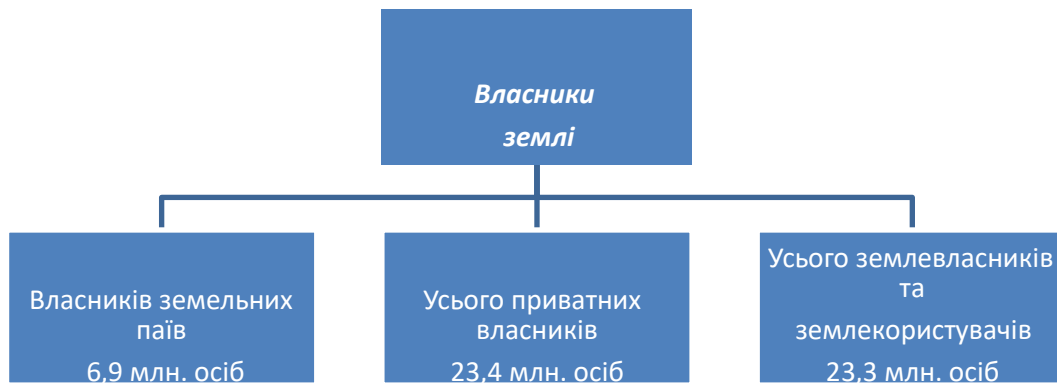 Власники
землі
Власників земельних
паїв
6,9 млн. осіб
Усього приватних
власників
23,4 млн. осіб
Усього землевласників
та
землекористувачів
23,3 млн. осіб